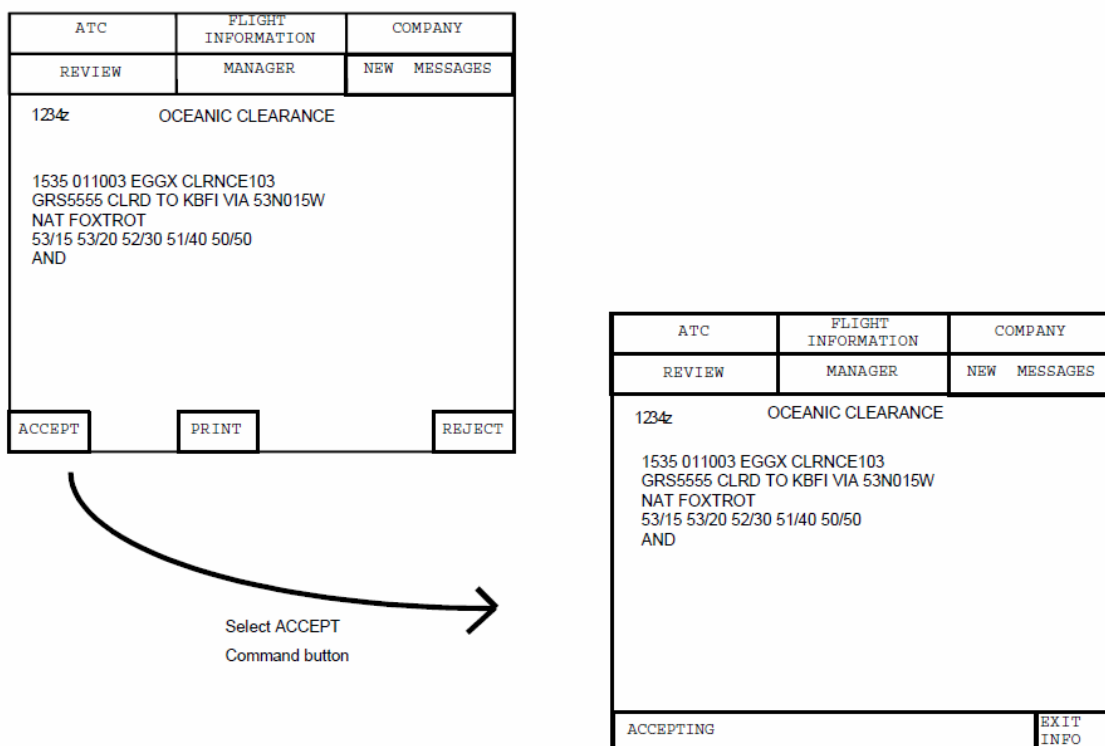 ATC FLIGHT INFORMATION COMPANY
REVIEW MANAGER NEW MESSAGES
1234z OCEANIC CLEARANCE
1535 011003 EGGX CLRNCE103
GRS5555 CLRD TO KBFI VIA 53N015W
NAT FOXTROT
53/15 53/20 52/30 51/40 50/50
AND
ACCEPT PRINT REJECT
Select ACCEPT
Command button
ATC FLIGHT INFORMATION COMPANY
REVIEW MANAGER NEW MESSAGES
1234z OCEANIC CLEARANCE
1535 011003 EGGX CLRNCE103
GRS5555 CLRD TO KBFI VIA 53N015W
NAT FOXTROT
53/15 53/20 52/30 51/40 50/50
AND
ACCEPTING EXIT INFO